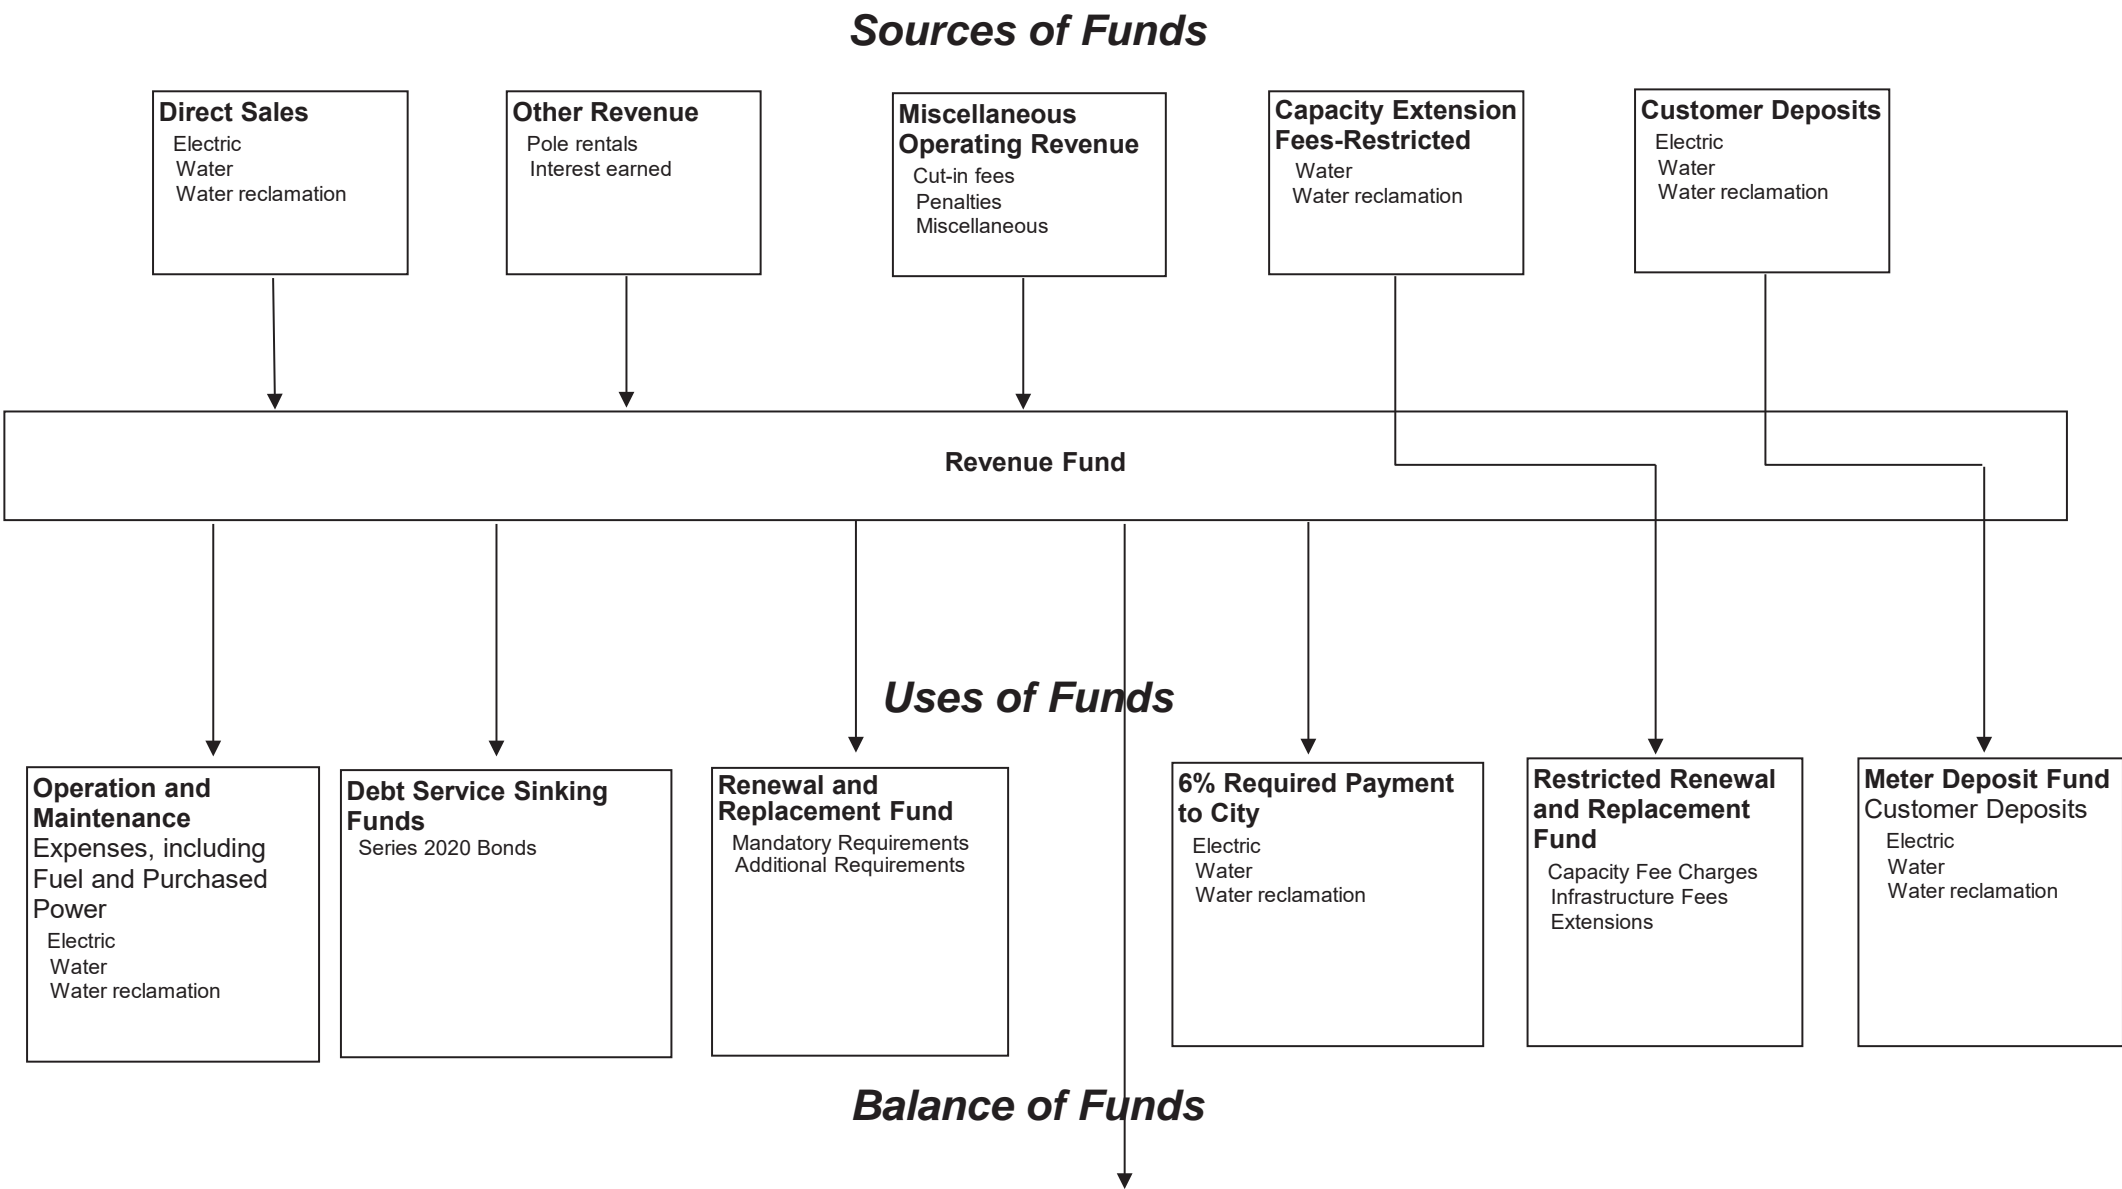 Sources of Funds
Direct Sales
Electric
Water
Water reclamation
Other Revenue
Pole rentals
Interest earned
Miscellaneous
Operating Revenue
Cut-in fees
Penalties
Miscellaneous
Capacity Extension
Fees-Restricted
Water
Water reclamation
Customer Deposits
Electric
Water
Water reclamation
Revenue Fund
Uses of Funds
Operation and
Maintenance
Expenses, including
Fuel and Purchased
Power
Electric
Water
Water reclamation
Debt Service Sinking
Funds
Series 2020 Bonds
Renewal and
Replacement Fund
Mandatory Requirements
Additional Requirements
6% Required Payment
to City
Electric
Water
Water reclamation
Restricted Renewal
and Replacement
Fund
Capacity Fee Charges
Infrastructure Fees
Extensions
Meter Deposit Fund
Customer Deposits
Electric
Water
Water reclamation
Balance of Funds